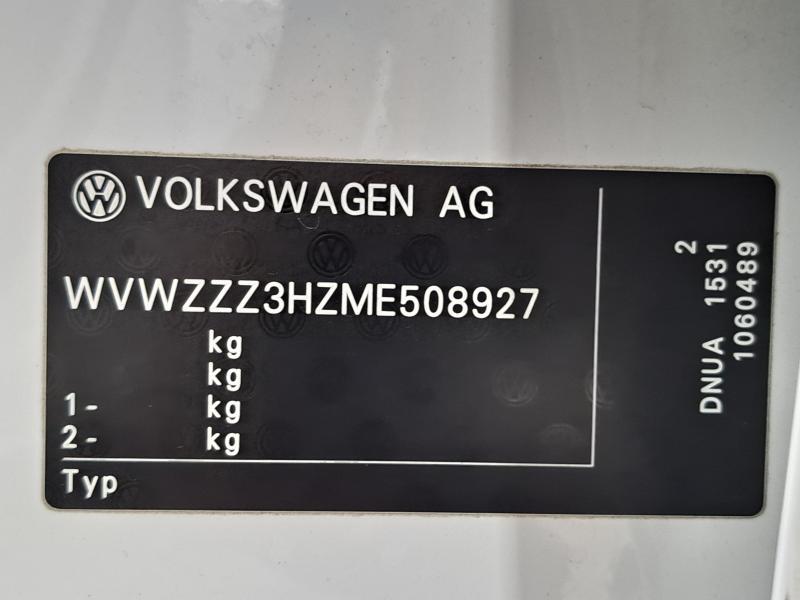 VOLKSWAGEN AG
WVWZZZ3HZME508927
kg
kg
1- kg
2- kg
Typ
2
DNUA 1531
1060489